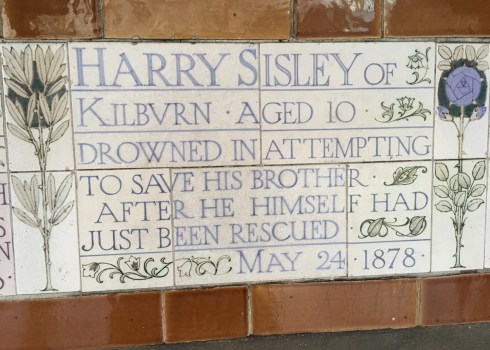 HARRY SISLEY OF
KILBVRN · AGED 10 ·
DROWNED IN ATTEMPTING
TO SAVE HIS BROTHER ·
AFTER HE HIMSELF HAD
JUST BEEN RESCUED
MAY 24 · 1878 ·